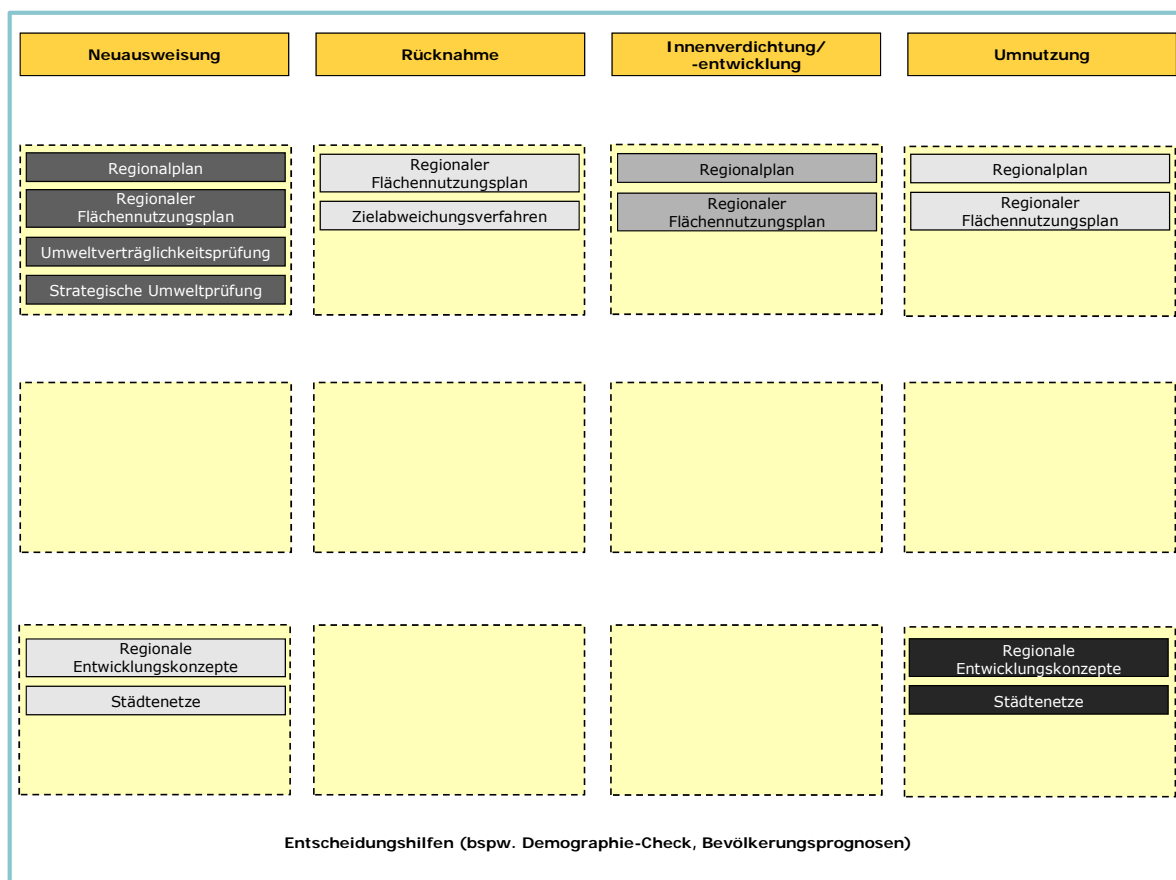 Neuausweisung
Rücknahme
Innenverdichtung/
-entwicklung
Umnutzung
Regionalplan
Regionaler
Flächennutzungsplan
Umweltverträglichkeitsprüfung
Strategische Umweltprüfung
Regionaler
Flächennutzungsplan
Zielabweichungsverfahren
Regionalplan
Regionaler
Flächennutzungsplan
Regionalplan
Regionaler
Flächennutzungsplan
Regionale
Entwicklungskonzepte
Städtenetze
Regionale
Entwicklungskonzepte
Städtenetze
Entscheidungshilfen (bspw. Demographie-Check, Bevölkerungsprognosen)